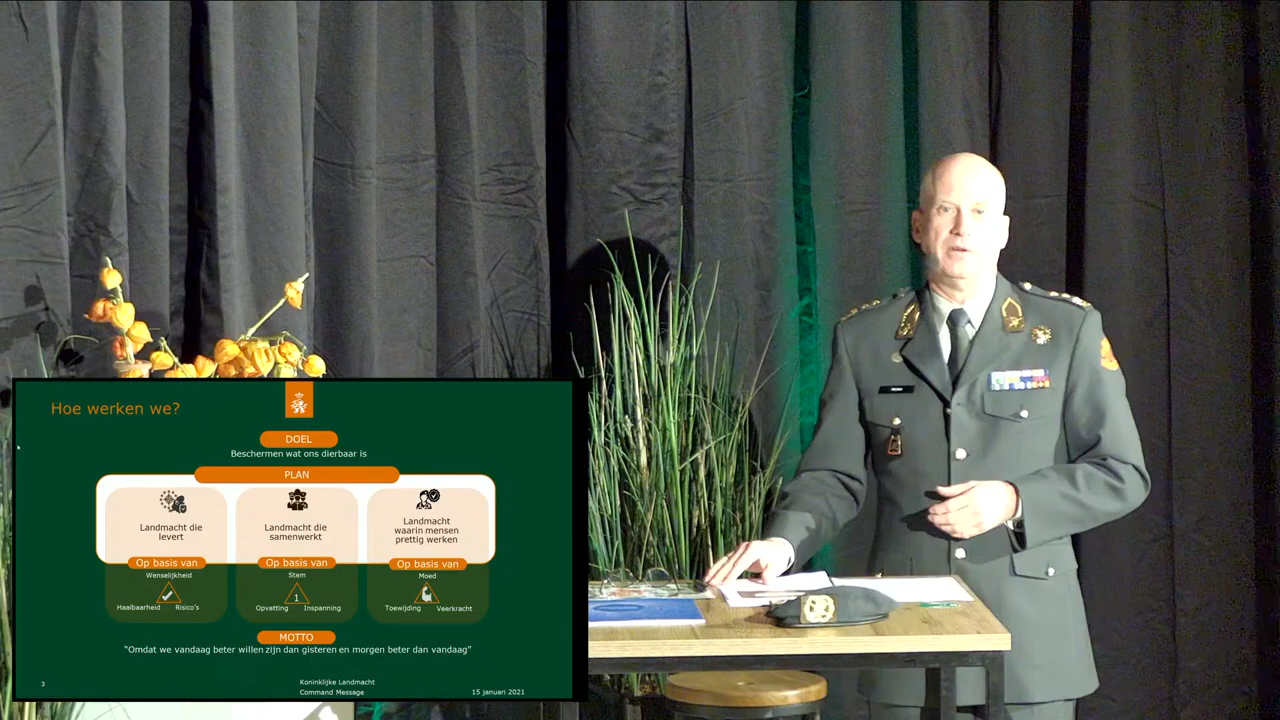 Hoe werken we?
DOEL
Beschermen wat ons dierbaar is
PLAN
Landmacht die
levert
Landmacht die
samenwerkt
Landmacht
waarin mensen
prettig werken
Op basis van
Op basis van
Op basis van
Wenselijkheid
Haalbaarheid
Risico's
Stem
1
Opvatting
Inspanning
Moed
Toewijding
Veerkracht
MOTTO
"Omdat we vandaag beter willen zijn dan gisteren en morgen beter dan vandaag"
3
Koninklijke Landmacht
Command Message
15 januari 2021